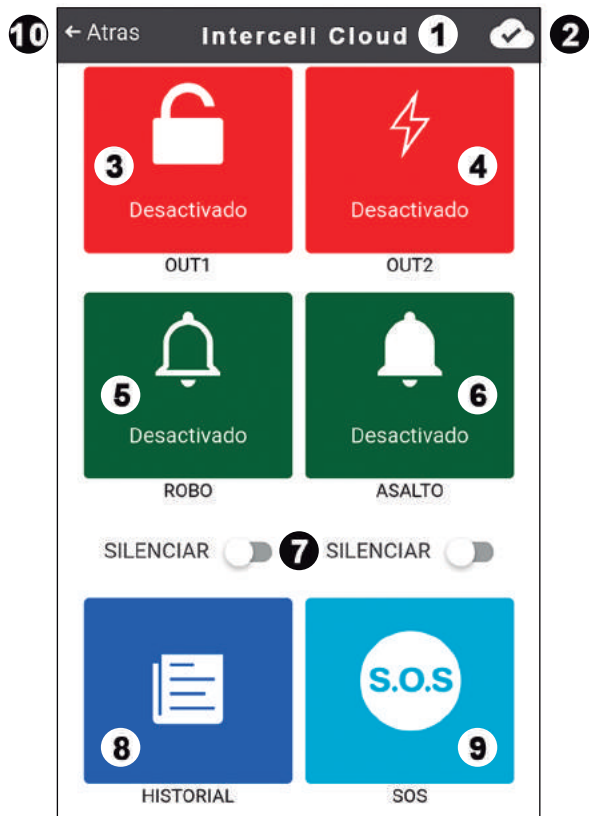 10 ← Atras Intercell Cloud 1 2
3 4
Desactivado Desactivado
OUT1 OUT2
5 6
Desactivado Desactivado
ROBO ASALTO
SILENCIAR 7 SILENCIAR
S.O.S
8 9
HISTORIAL SOS